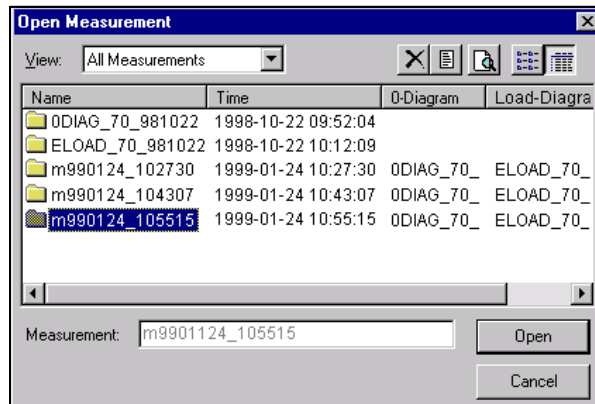 Open Measurement
View: All Measurements
Name Time 0-Diagram Load-Diagra
0DIAG_70_981022 1998-10-22 09:52:04
ELOAD_70_981022 1998-10-22 10:12:09
m990124_102730 1999-01-24 10:27:30 0DIAG_70_ ELOAD_70_
m990124_104307 1999-01-24 10:43:07 0DIAG_70_ ELOAD_70_
m990124_105515 1999-01-24 10:55:15 0DIAG_70_ ELOAD_70_
Measurement: m9901124_105515 Open
Cancel